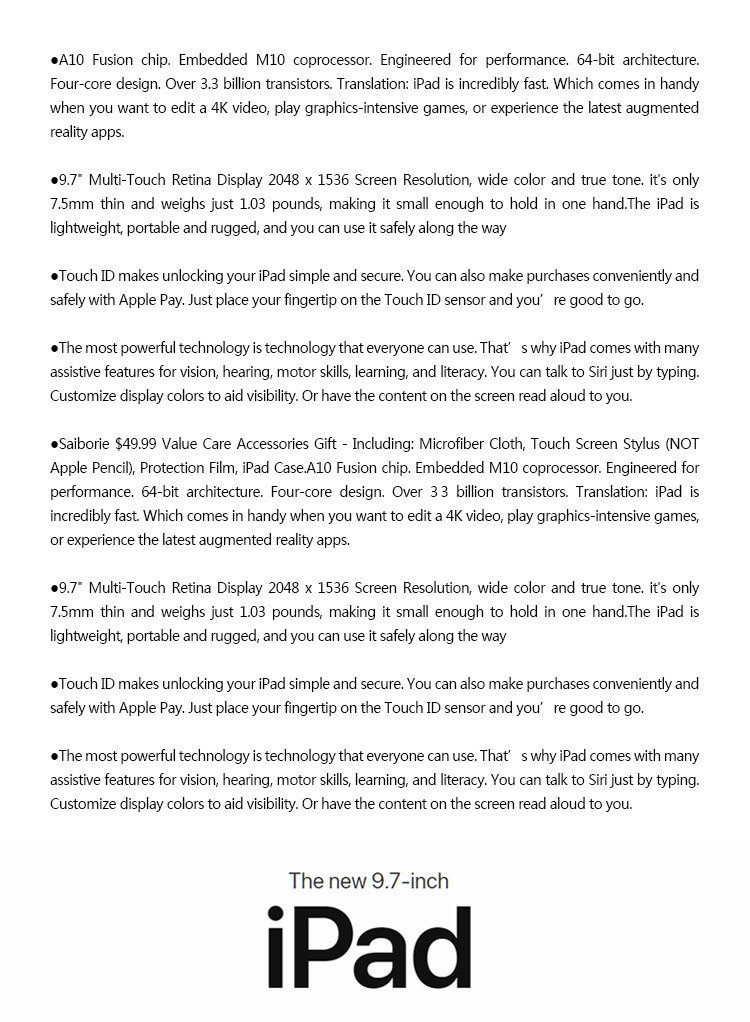 ●A10 Fusion chip. Embedded M10 coprocessor. Engineered for performance. 64-bit architecture.
Four-core design. Over 3.3 billion transistors. Translation: iPad is incredibly fast. Which comes in handy
when you want to edit a 4K video, play graphics-intensive games, or experience the latest augmented
reality apps.
●9.7" Multi-Touch Retina Display 2048 x 1536 Screen Resolution, wide color and true tone. it's only
7.5mm thin and weighs just 1.03 pounds, making it small enough to hold in one hand.The iPad is
lightweight, portable and rugged, and you can use it safely along the way
●Touch ID makes unlocking your iPad simple and secure. You can also make purchases conveniently and
safely with Apple Pay. Just place your fingertip on the Touch ID sensor and you’re good to go.
●The most powerful technology is technology that everyone can use. That’s why iPad comes with many
assistive features for vision, hearing, motor skills, learning, and literacy. You can talk to Siri just by typing.
Customize display colors to aid visibility. Or have the content on the screen read aloud to you.
●Saiborie $49.99 Value Care Accessories Gift - Including: Microfiber Cloth, Touch Screen Stylus (NOT
Apple Pencil), Protection Film, iPad Case.A10 Fusion chip. Embedded M10 coprocessor. Engineered for
performance. 64-bit architecture. Four-core design. Over 3 3 billion transistors. Translation: iPad is
incredibly fast. Which comes in handy when you want to edit a 4K video, play graphics-intensive games,
or experience the latest augmented reality apps.
●9.7" Multi-Touch Retina Display 2048 x 1536 Screen Resolution, wide color and true tone. it's only
7.5mm thin and weighs just 1.03 pounds, making it small enough to hold in one hand.The iPad is
lightweight, portable and rugged, and you can use it safely along the way
●Touch ID makes unlocking your iPad simple and secure. You can also make purchases conveniently and
safely with Apple Pay. Just place your fingertip on the Touch ID sensor and you’re good to go.
●The most powerful technology is technology that everyone can use. That’s why iPad comes with many
assistive features for vision, hearing, motor skills, learning, and literacy. You can talk to Siri just by typing.
Customize display colors to aid visibility. Or have the content on the screen read aloud to you.
The new 9.7-inch
iPad